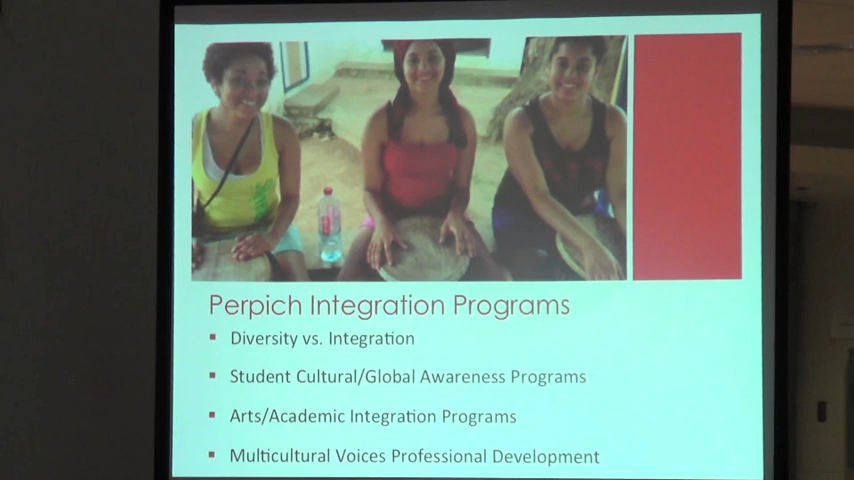 Perpich Integration Programs
Diversity vs. Integration
Student Cultural/Global Awareness Programs
Arts/Academic Integration Programs
Multicultural Voices Professional Development